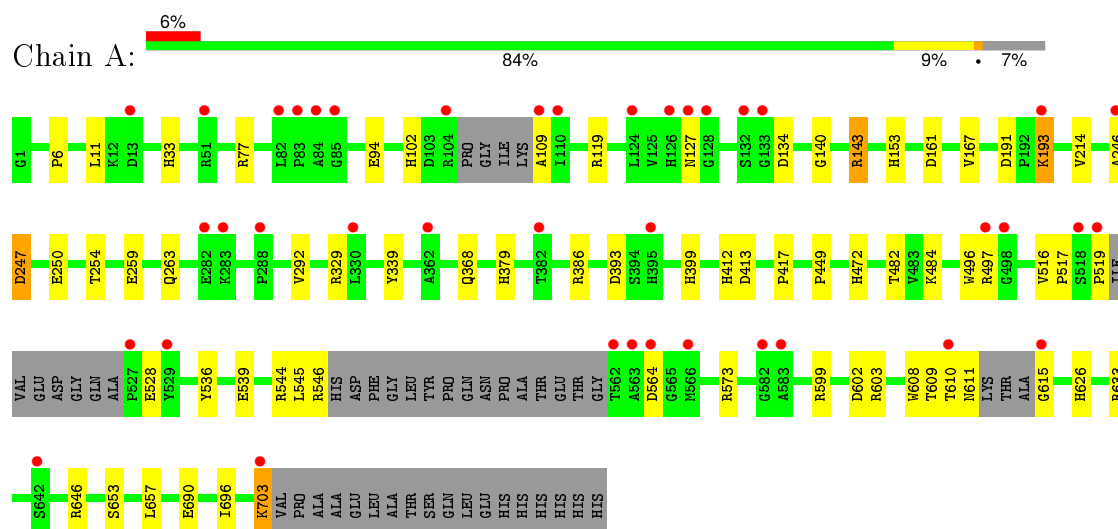 6%
Chain A:
84% 9% • 7%
G1 P6 L11 K12 D13 H33 R51 R77 L82 P83 A84 G85 E94 H102 D103 R104 PRO GLY ILE LYS A109 I110 R119 L124 V125 H126 N127 G128 S132 G133 D134 G140 R143 H153 D161 V167 D191 P192 K193 V214 A246
D247 E250 T254 E259 Q263 E282 K283 P288 V292 R329 L330 Y339 A362 Q368 H379 T382 R386 D393 S394 H395 H399 H412 D413 P417 P449 H472 T482 V483 K484 W496 R497 G498 V516 P517 S518 P519 ILE
VAL GLU ASP GLY GLN ALA P527 E528 Y529 Y536 E539 R544 L545 R546 HIS ASP PHE GLY LEU TYR PRO GLN ASN PRO ALA THR GLU THR GLY T562 A563 D564 G565 M566 R573 G582 A583 R599 D602 R603 W608 T609 T610 N611 LYS THR ALA G615 H626
S642 R646 S653 L657 E690 I696 K703 VAL PRO ALA ALA GLU LEU ALA THR SER GLN LEU GLU HIS HIS HIS HIS HIS HIS